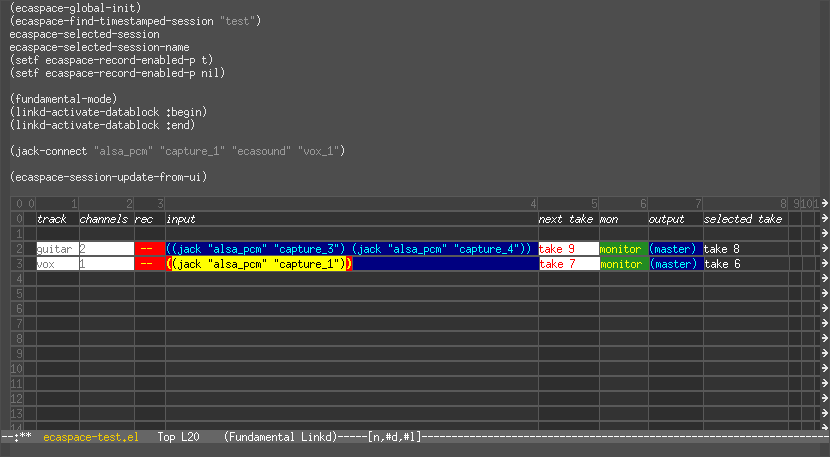 (ecaspace-global-init)
(ecaspace-find-timestamped-session "test")
ecaspace-selected-session
ecaspace-selected-session-name
(setf ecaspace-record-enabled-p t)
(setf ecaspace-record-enabled-p nil)
(fundamental-mode)
(linkd-activate-datablock :begin)
(linkd-activate-datablock :end)
(jack-connect "alsa_pcm" "capture_1" "ecasound" "vox_1")
(ecaspace-session-update-from-ui)
0 0 1 2 3 4 5 6 7 8 9 101
0 track channels rec input next take mon output selected take
1
2 guitar 2 -- ((jack "alsa_pcm" "capture_3") (jack "alsa_pcm" "capture_4")) take 9 monitor (master) take 8
3 vox 1 -- ((jack "alsa_pcm" "capture_1")) take 7 monitor (master) take 6
4
5
6
7
8
9
10
11
12
13
14
--:** ecaspace-test.el Top L20 (Fundamental Linkd)-----[n,#d,#l]--------------------------------------------------------------------